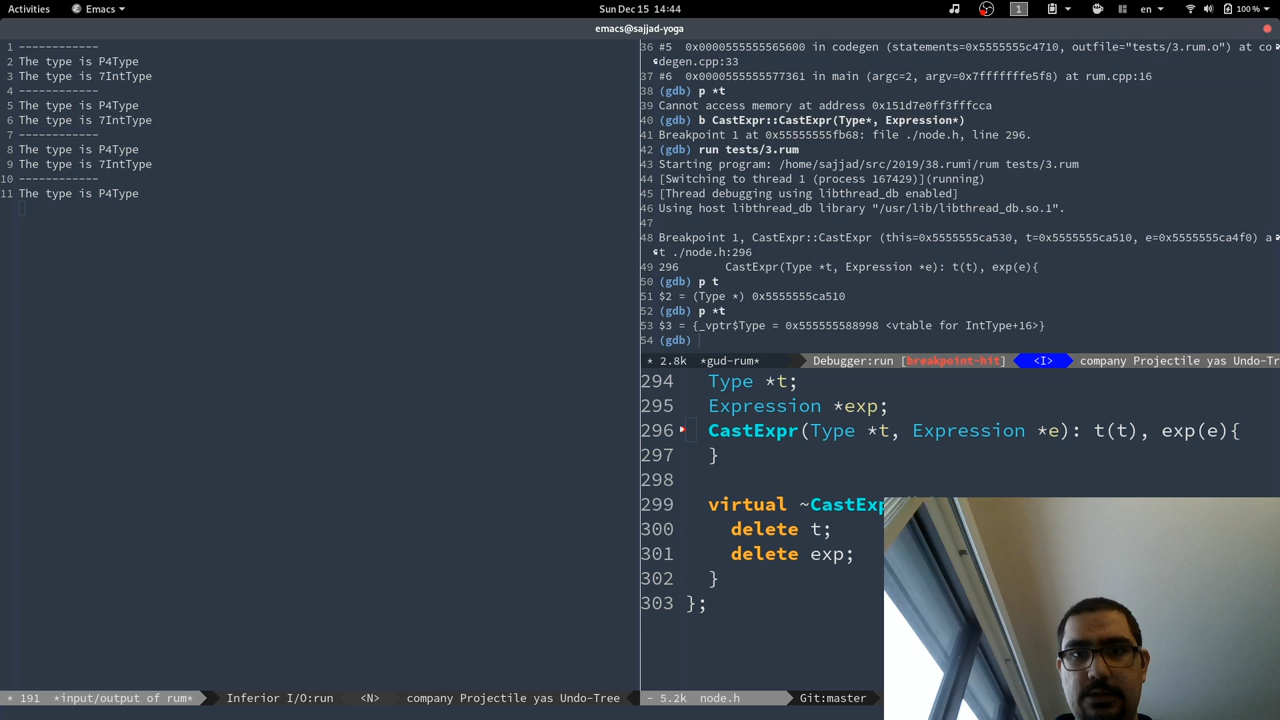 Activities Emacs Sun Dec 15 14:44 1 en 100 %
emacs@sajjad-yoga
1 ------------
2 The type is P4Type
3 The type is 7IntType
4 ------------
5 The type is P4Type
6 The type is 7IntType
7 ------------
8 The type is P4Type
9 The type is 7IntType
10 ------------
11 The type is P4Type
* 191 *input/output of rum* Inferior I/O:run <N> company Projectile yas Undo-Tree
36 #5 0x0000555555565600 in codegen (statements=0x5555555c4710, outfile="tests/3.rum.o") at co
degen.cpp:33
37 #6 0x0000555555577361 in main (argc=2, argv=0x7fffffffe5f8) at rum.cpp:16
38 (gdb) p *t
39 Cannot access memory at address 0x151d7e0ff3fffcca
40 (gdb) b CastExpr::CastExpr(Type*, Expression*)
41 Breakpoint 1 at 0x55555555fb68: file ./node.h, line 296.
42 (gdb) run tests/3.rum
43 Starting program: /home/sajjad/src/2019/38.rumi/rum tests/3.rum
44 [Switching to thread 1 (process 167429)](running)
45 [Thread debugging using libthread_db enabled]
46 Using host libthread_db library "/usr/lib/libthread_db.so.1".
47
48 Breakpoint 1, CastExpr::CastExpr (this=0x5555555ca530, t=0x5555555ca510, e=0x5555555ca4f0) a
t ./node.h:296
49 296 CastExpr(Type *t, Expression *e): t(t), exp(e){
50 (gdb) p t
51 $2 = (Type *) 0x5555555ca510
52 (gdb) p *t
53 $3 = {_vptr$Type = 0x555555588998 <vtable for IntType+16>}
54 (gdb)
* 2.8k *gud-rum* Debugger:run [breakpoint-hit] <I> company Projectile yas Undo-Tr
294 Type *t;
295 Expression *exp;
296 CastExpr(Type *t, Expression *e): t(t), exp(e){
297 }
298
299 virtual ~CastExp
300 delete t;
301 delete exp;
302 }
303 };
- 5.2k node.h Git:master